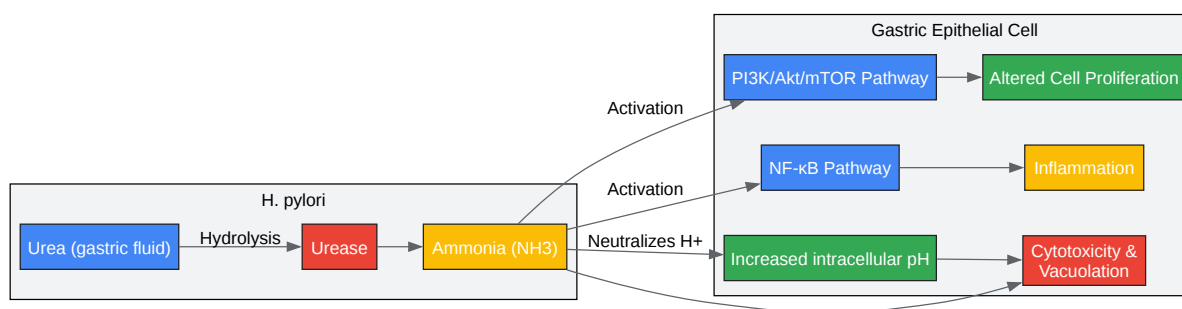 Gastric Epithelial Cell
PI3K/Akt/mTOR Pathway
Altered Cell Proliferation
Activation
NF-κB Pathway
Inflammation
Activation
H. pylori
Urea (gastric fluid)
Hydrolysis
Urease
Ammonia (NH3)
Neutralizes H+
Increased intracellular pH
Cytotoxicity &
Vacuolation